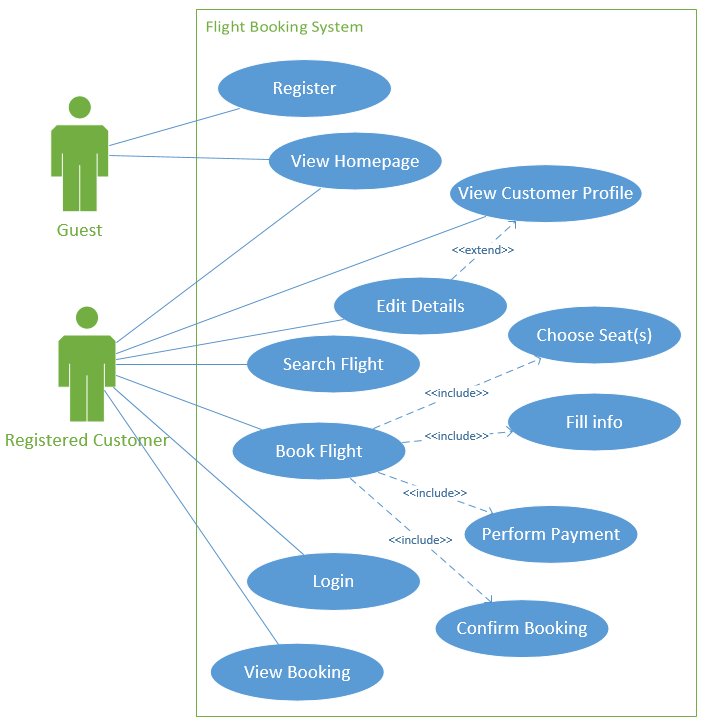 Flight Booking System
Register
View Homepage
View Customer Profile
Guest
<<extend>>
Edit Details
Choose Seat(s)
Search Flight
<<include>>
Fill info
<<include>>
Registered Customer
Book Flight
<<include>>
Perform Payment
<<include>>
Login
Confirm Booking
View Booking